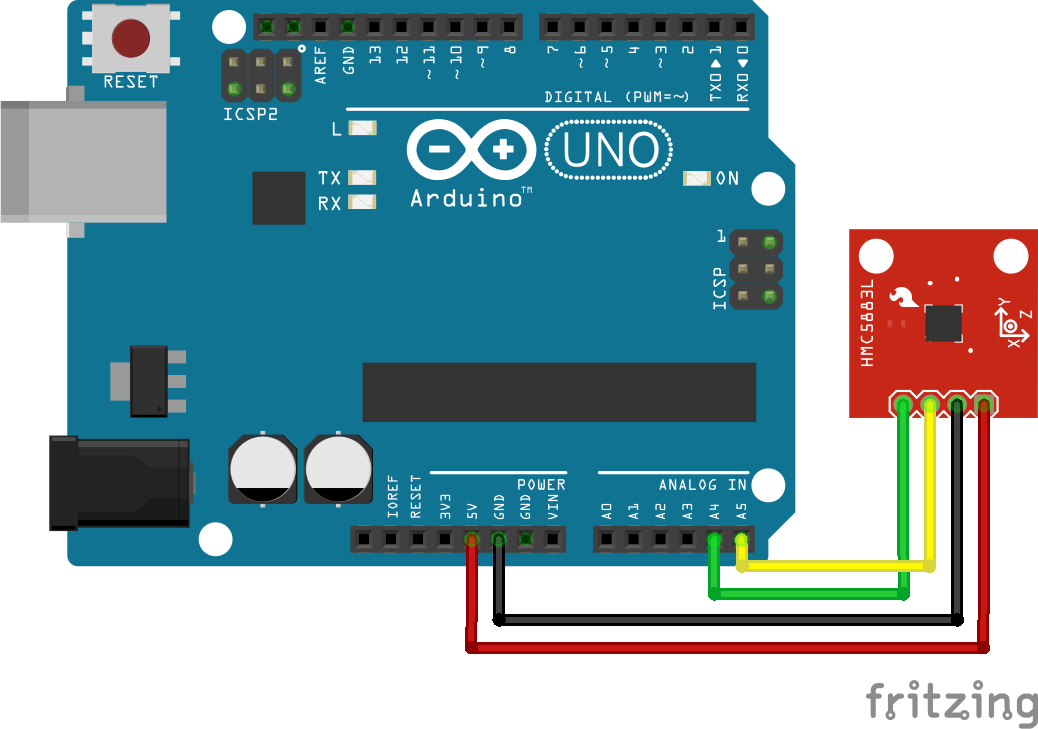 RESET
ICSP2
AREF
GND
13
12
~11
~10
~9
8
7
~6
~5
4
~3
2
TX0▶1
RX0◀0
DIGITAL (PWM=~)
L
TX
RX
Arduino™
UNO
ON
1
ICSP
HMC5883L
Y
Z
X
POWER
ANALOG IN
IOREF
RESET
3V3
5V
GND
GND
VIN
A0
A1
A2
A3
A4
A5
fritzing